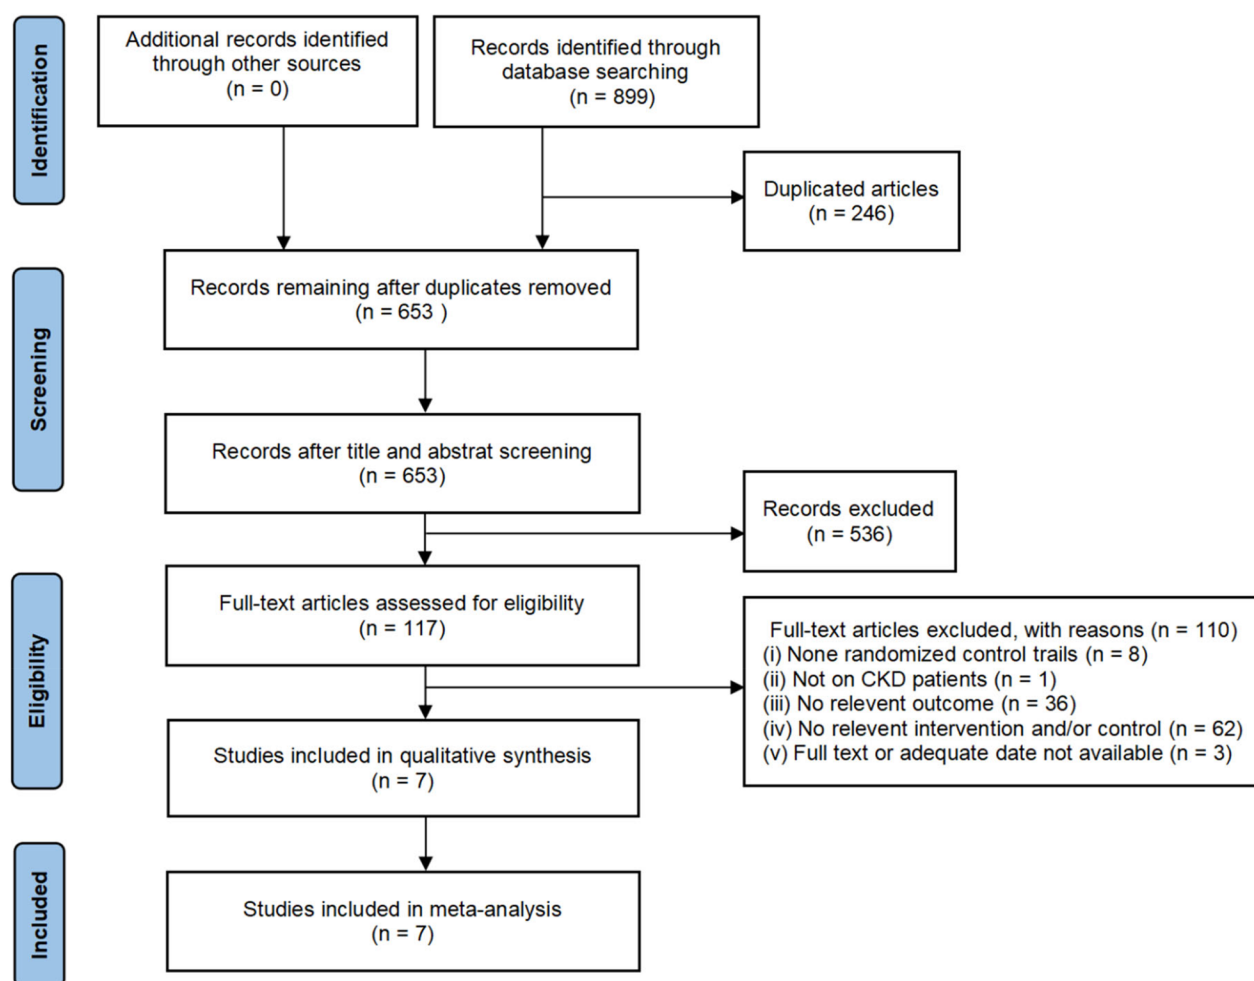 Identification
Additional records identified
through other sources
(n = 0)
Records identified through
database searching
(n = 899)
Duplicated articles
(n = 246)
Screening
Records remaining after duplicates removed
(n = 653 )
Records after title and abstrat screening
(n = 653)
Records excluded
(n = 536)
Eligibility
Full-text articles assessed for eligibility
(n = 117)
Full-text articles excluded, with reasons (n = 110)
(i) None randomized control trails (n = 8)
(ii) Not on CKD patients (n = 1)
(iii) No relevent outcome (n = 36)
(iv) No relevent intervention and/or control (n = 62)
(v) Full text or adequate date not available (n = 3)
Studies included in qualitative synthesis
(n = 7)
Included
Studies included in meta-analysis
(n = 7)